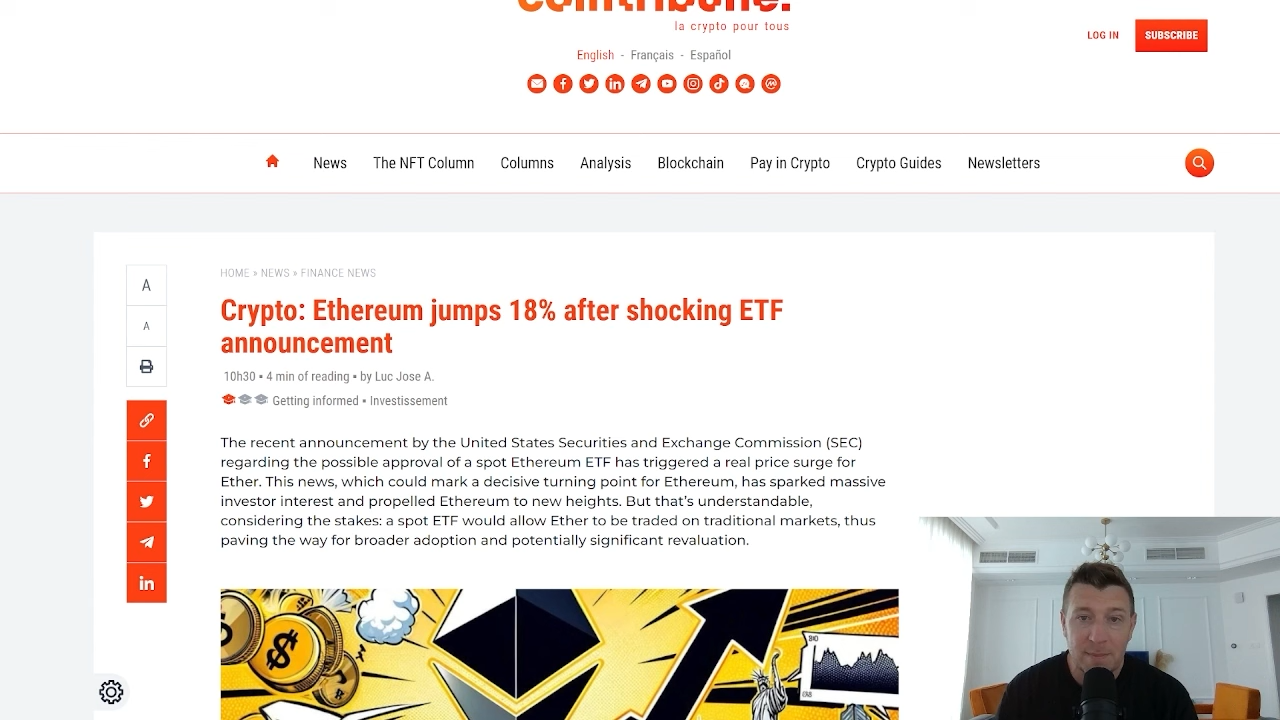 cointribune.
la crypto pour tous
LOG IN
SUBSCRIBE
English - Français - Español
News
The NFT Column
Columns
Analysis
Blockchain
Pay in Crypto
Crypto Guides
Newsletters
A
A
HOME » NEWS » FINANCE NEWS
Crypto: Ethereum jumps 18% after shocking ETF
announcement
10h30 ▪ 4 min of reading ▪ by Luc Jose A.
Getting informed ▪ Investissement
The recent announcement by the United States Securities and Exchange Commission (SEC)
regarding the possible approval of a spot Ethereum ETF has triggered a real price surge for
Ether. This news, which could mark a decisive turning point for Ethereum, has sparked massive
investor interest and propelled Ethereum to new heights. But that's understandable,
considering the stakes: a spot ETF would allow Ether to be traded on traditional markets, thus
paving the way for broader adoption and potentially significant revaluation.